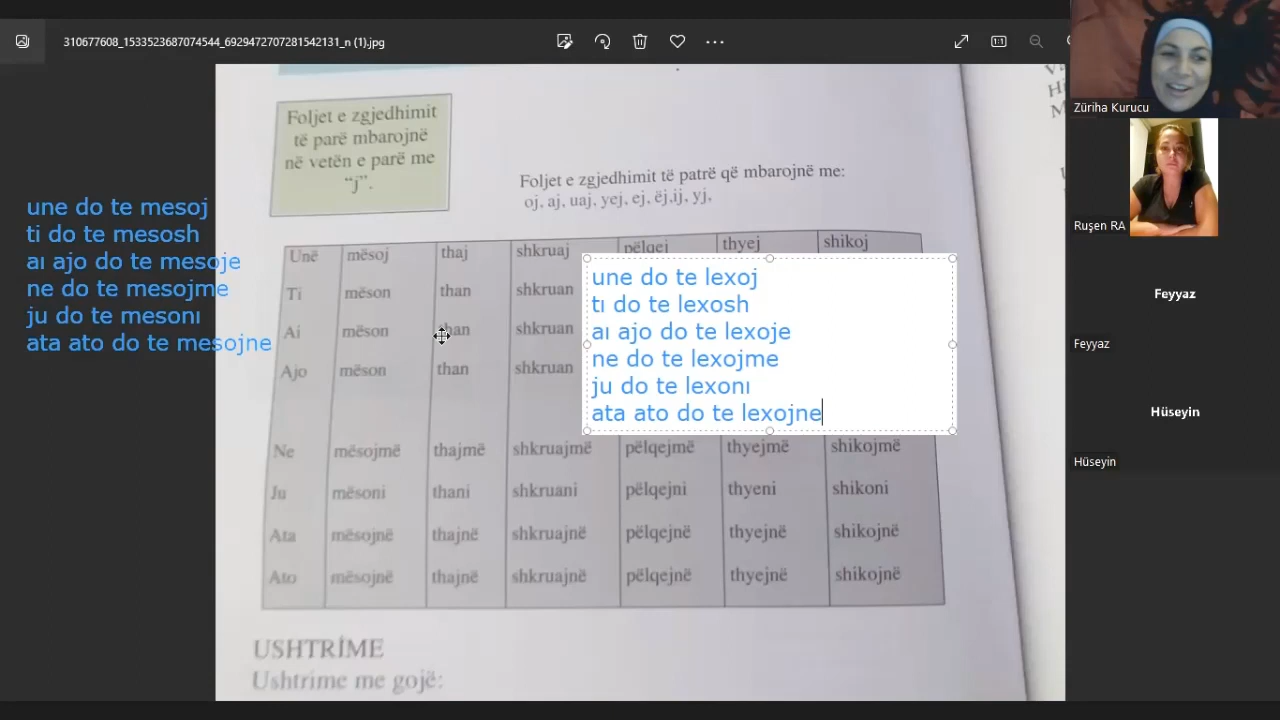 310677608_1533523687074544_6929472707281542131_n (1).jpg
1:1
Foljet e zgjedhimit
të parë mbarojnë
në vetën e parë me
“j”.
Foljet e zgjedhimit të patrë që mbarojnë me:
oj, aj, uaj, yej, ej, ëj,ij, yj,
une do te mesoj
ti do te mesosh
aı ajo do te mesoje
ne do te mesojme
ju do te mesonı
ata ato do te mesojne
Unë mësoj thaj shkruaj pëlqej thyej shikoj
Ti mëson than shkruan
Ai mëson than shkruan
Ajo mëson than shkruan
une do te lexoj
tı do te lexosh
aı ajo do te lexoje
ne do te lexojme
ju do te lexonı
ata ato do te lexojne
Ne mësojmë thajmë shkruajmë pëlqejmë thyejmë shikojmë
Ju mësoni thani shkruani pëlqejni thyeni shikoni
Ata mësojnë thajnë shkruajnë pëlqejnë thyejnë shikojnë
Ato mësojnë thajnë shkruajnë pëlqejnë thyejnë shikojnë
USHTRİME
Ushtrime me gojë:
Züriha Kurucu
Ruşen RA
Feyyaz
Feyyaz
Hüseyin
Hüseyin